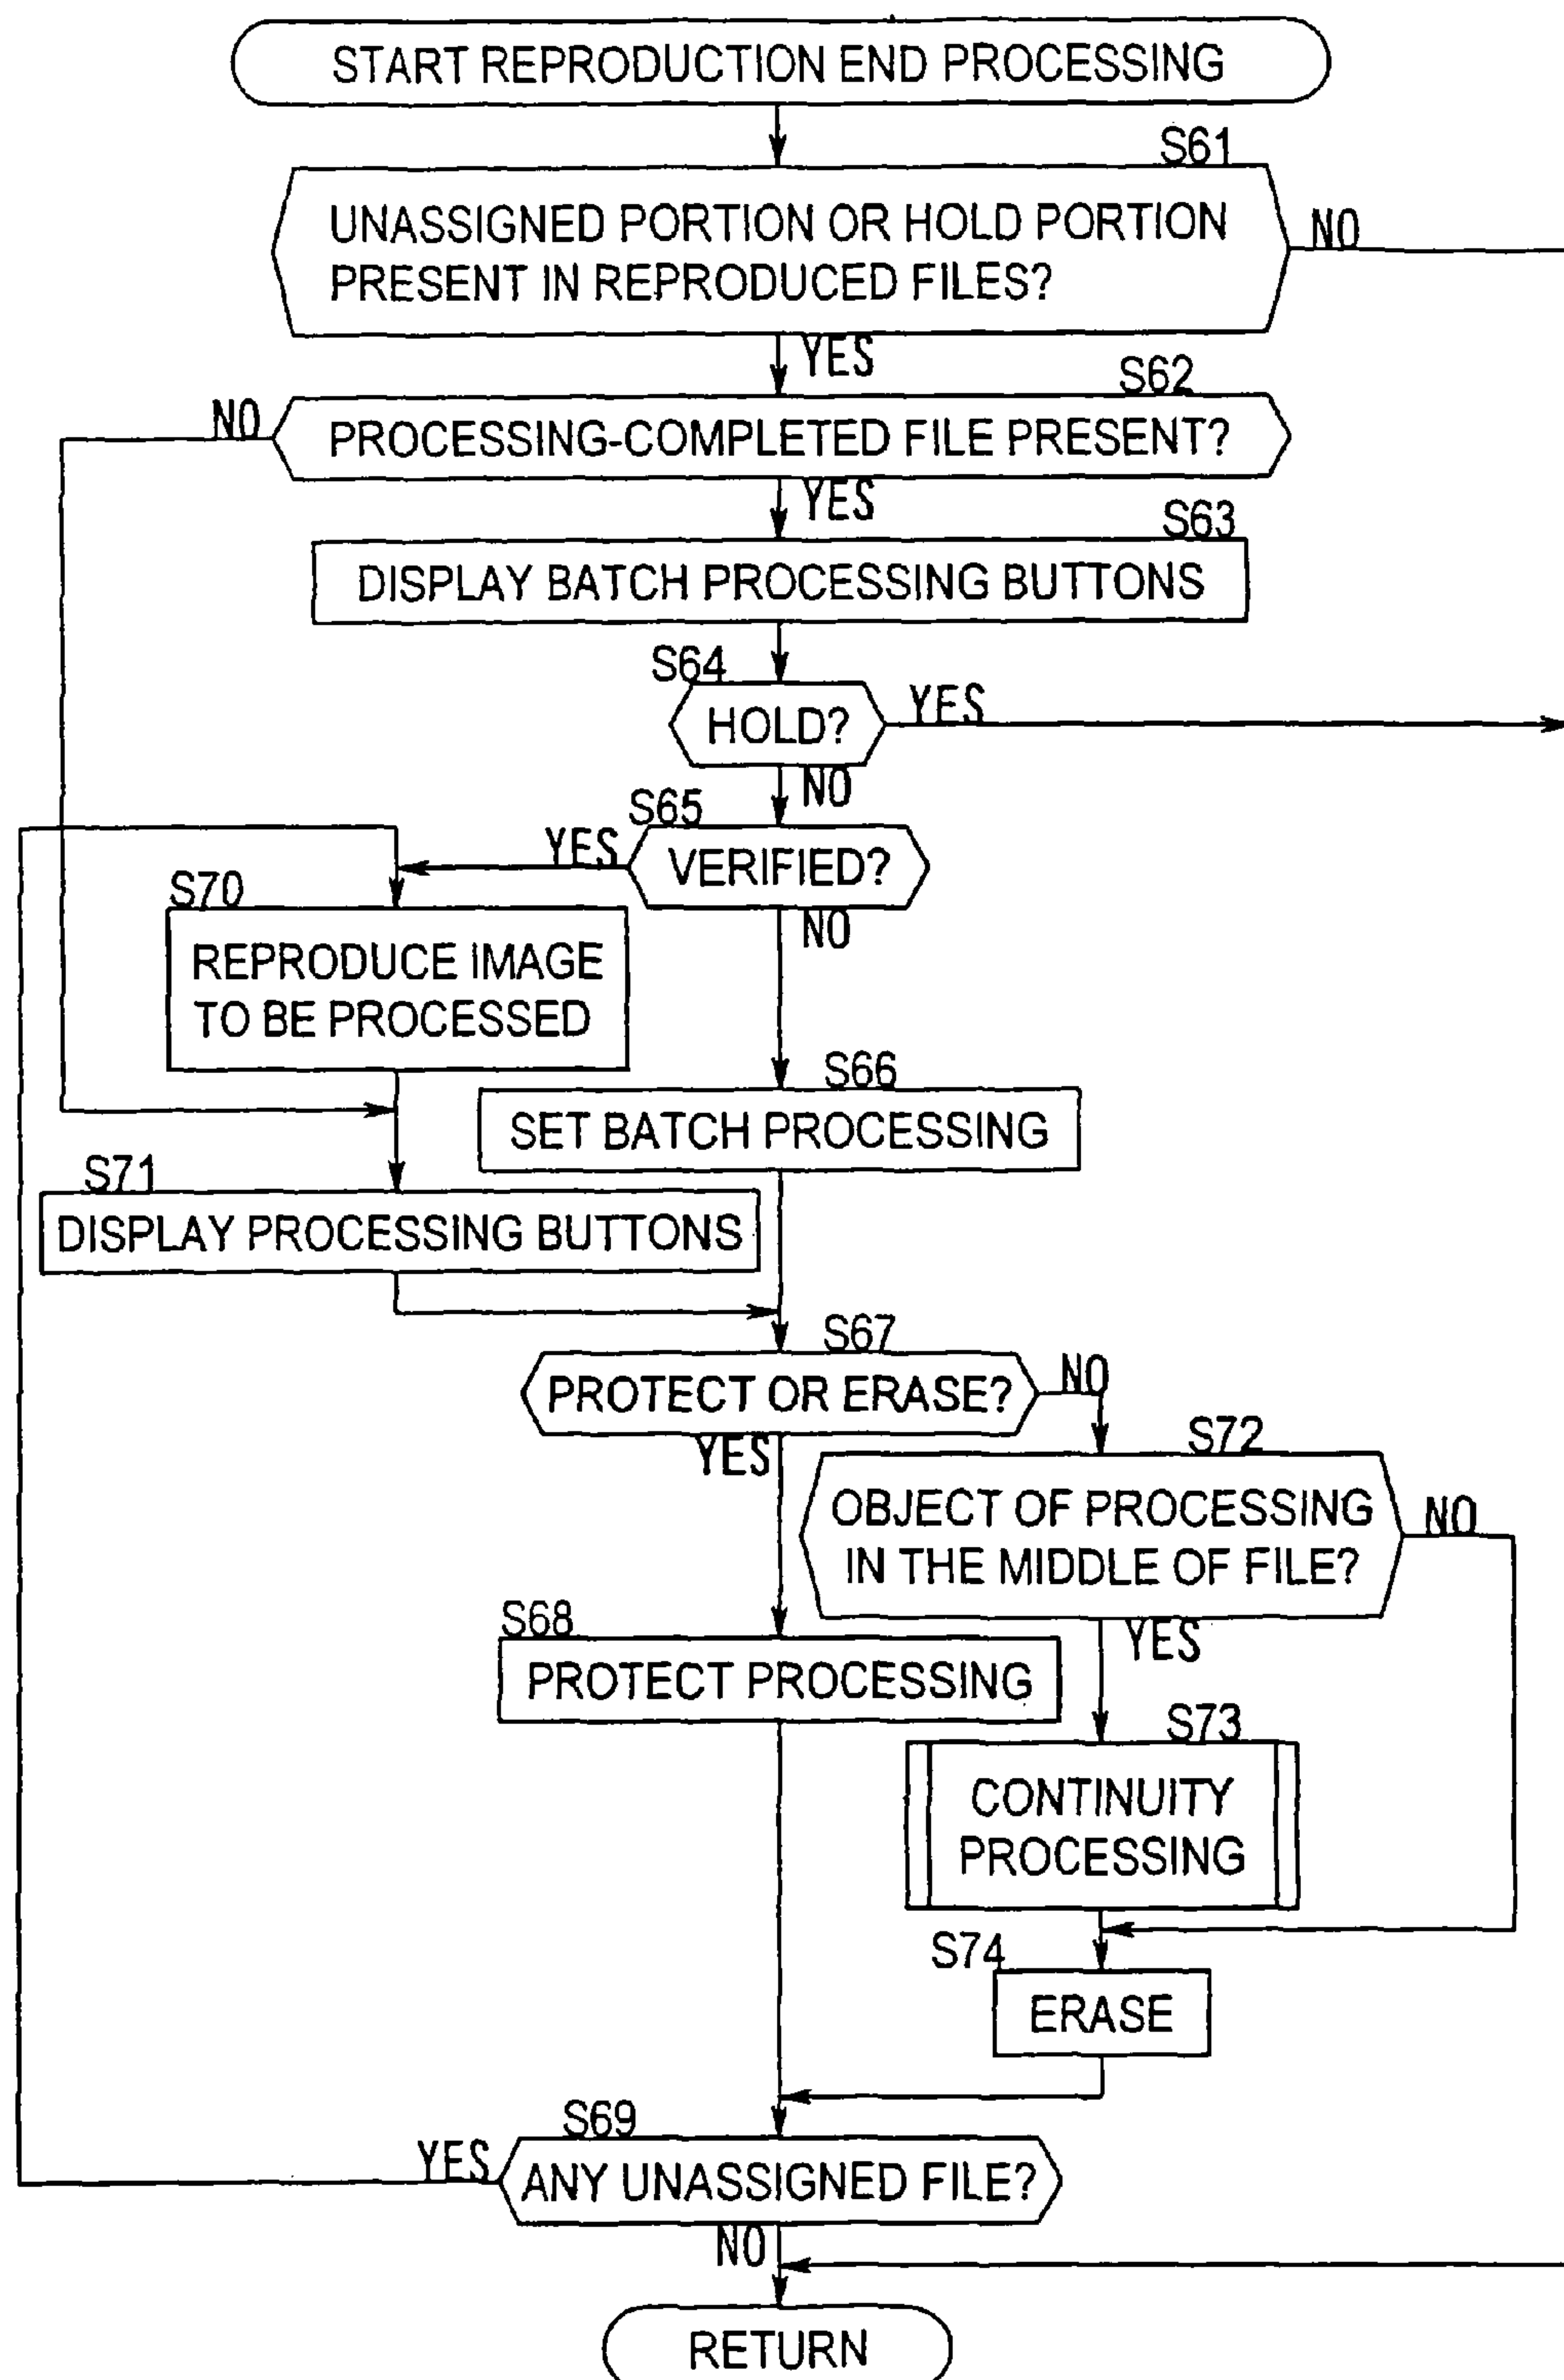 START REPRODUCTION END PROCESSING
S61
UNASSIGNED PORTION OR HOLD PORTION
PRESENT IN REPRODUCED FILES?
NO
YES
S62
NO
PROCESSING-COMPLETED FILE PRESENT?
YES
S63
DISPLAY BATCH PROCESSING BUTTONS
S64
HOLD?
YES
NO
S65
YES
VERIFIED?
NO
S70
REPRODUCE IMAGE
TO BE PROCESSED
S66
SET BATCH PROCESSING
S71
DISPLAY PROCESSING BUTTONS
S67
PROTECT OR ERASE?
NO
YES
S72
OBJECT OF PROCESSING
IN THE MIDDLE OF FILE?
NO
YES
S68
PROTECT PROCESSING
S73
CONTINUITY
PROCESSING
S74
ERASE
S69
YES
ANY UNASSIGNED FILE?
NO
RETURN